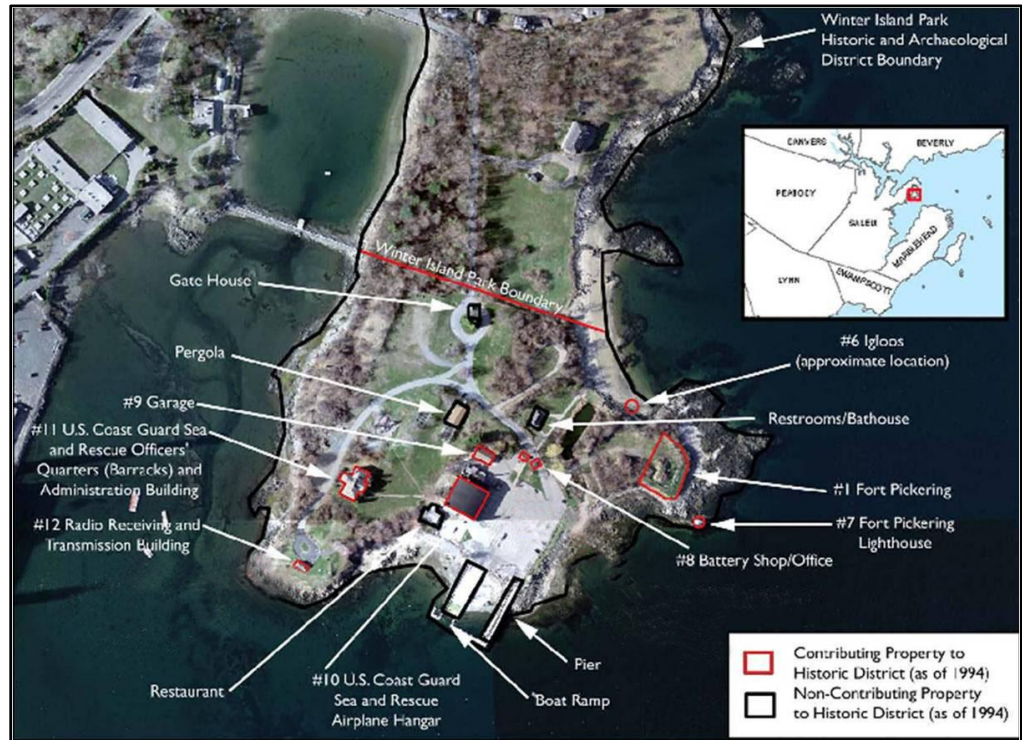 Winter Island Park
Historic and Archaeological
District Boundary
DANVERS
BEVERLY
PEABODY
SALEM
MARBLEHEAD
LYNN
SWAMPSCOTT
Winter Island Park Boundary
Gate House
Pergola
#9 Garage
#11 U.S. Coast Guard Sea
and Rescue Officers'
Quarters (Barracks) and
Administration Building
#12 Radio Receiving and
Transmission Building
Restaurant
#10 U.S. Coast Guard
Sea and Rescue
Airplane Hangar
Boat Ramp
Pier
#6 Igloos
(approximate location)
Restrooms/Bathouse
#1 Fort Pickering
#7 Fort Pickering
Lighthouse
#8 Battery Shop/Office
Contributing Property to
Historic District (as of 1994)
Non-Contributing Property
to Historic District (as of 1994)